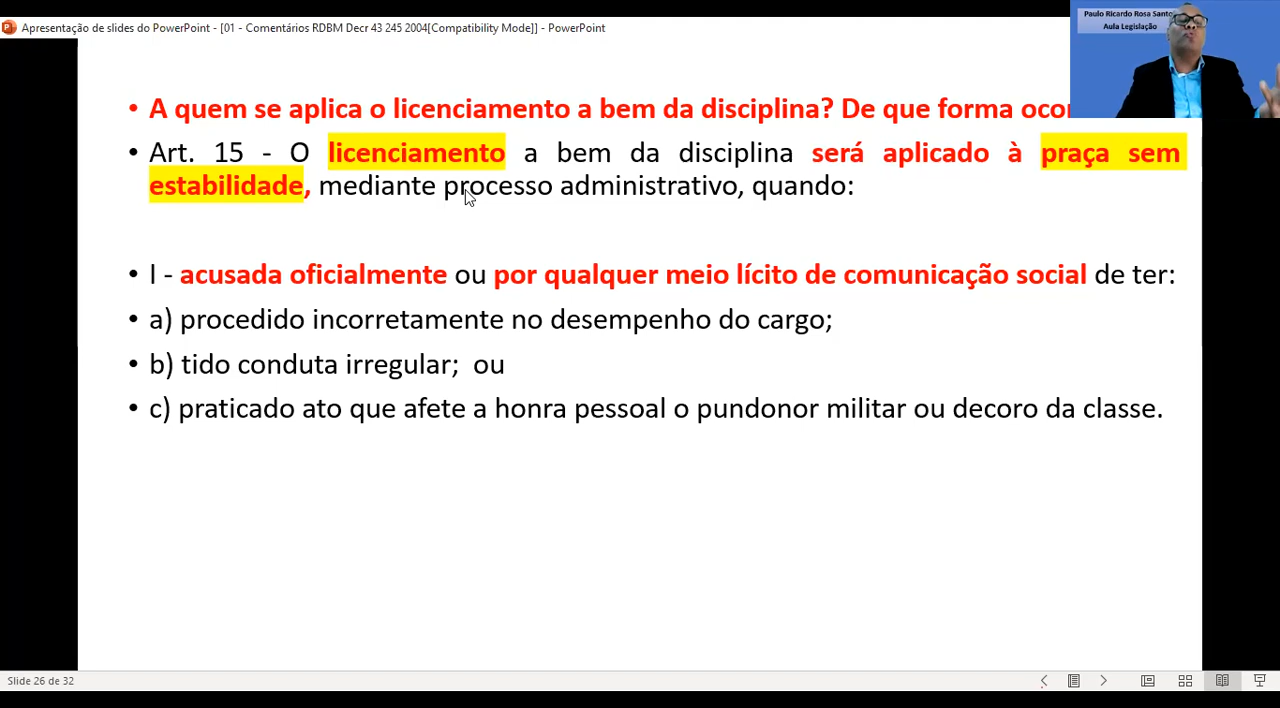 Apresentação de slides do PowerPoint - [01 - Comentários RDBM Decr 43 245 2004[Compatibility Mode]] - PowerPoint
Paulo Ricardo Rosa Santos
Aula Legislação
• A quem se aplica o licenciamento a bem da disciplina? De que forma
• Art. 15 - O licenciamento a bem da disciplina será aplicado à praça sem
estabilidade, mediante processo administrativo, quando:
• I - acusada oficialmente ou por qualquer meio lícito de comunicação social de ter:
• a) procedido incorretamente no desempenho do cargo;
• b) tido conduta irregular; ou
• c) praticado ato que afete a honra pessoal o pundonor militar ou decoro da classe.
Slide 26 de 32